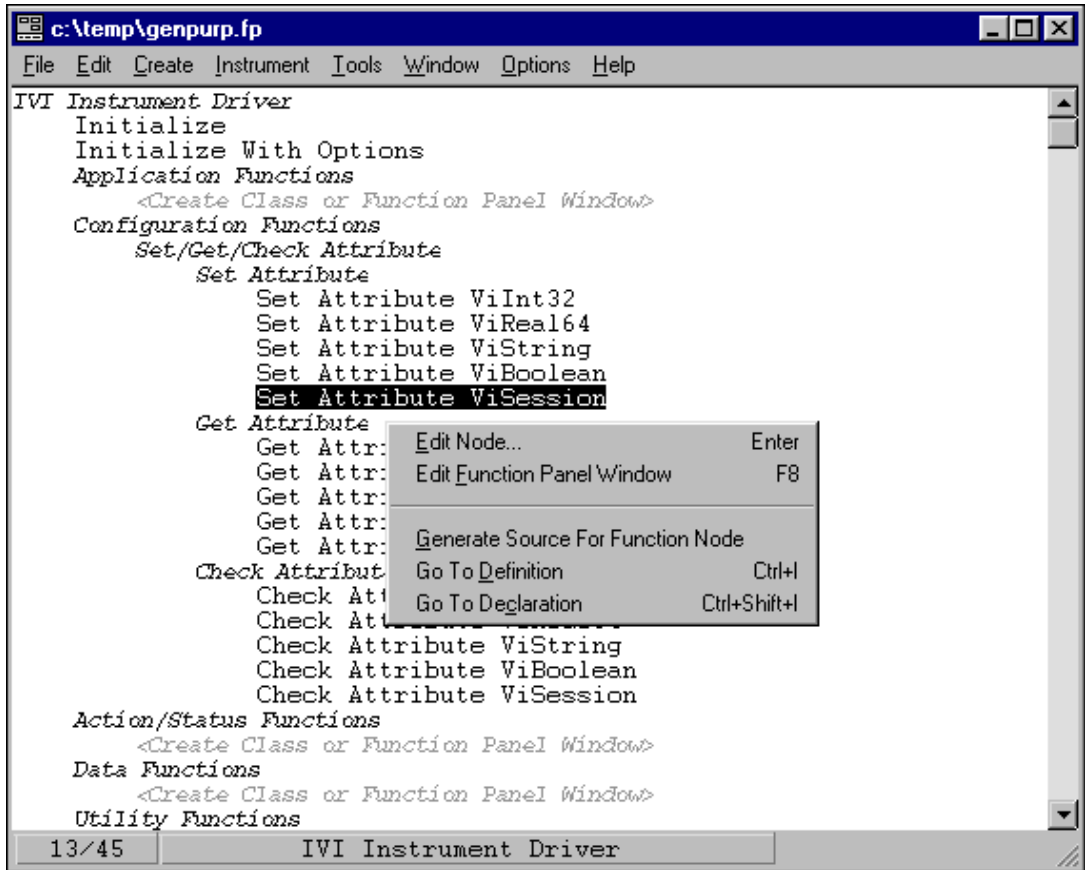 c:\temp\genpurp.fp
File Edit Create Instrument Tools Window Options Help
IVI Instrument Driver
Initialize
Initialize With Options
Application Functions
<Create Class or Function Panel Window>
Configuration Functions
Set/Get/Check Attribute
Set Attribute
Set Attribute ViInt32
Set Attribute ViReal64
Set Attribute ViString
Set Attribute ViBoolean
Set Attribute ViSession
Get Attribute
Get Attr
Get Attr
Get Attr
Get Attr
Get Attr
Check Attribut
Check Att
Check Att
Check Attribute ViString
Check Attribute ViBoolean
Check Attribute ViSession
Action/Status Functions
<Create Class or Function Panel Window>
Data Functions
<Create Class or Function Panel Window>
Utility Functions
Edit Node... Enter
Edit Function Panel Window F8
Generate Source For Function Node
Go To Definition Ctrl+I
Go To Declaration Ctrl+Shift+I
13/45 IVI Instrument Driver